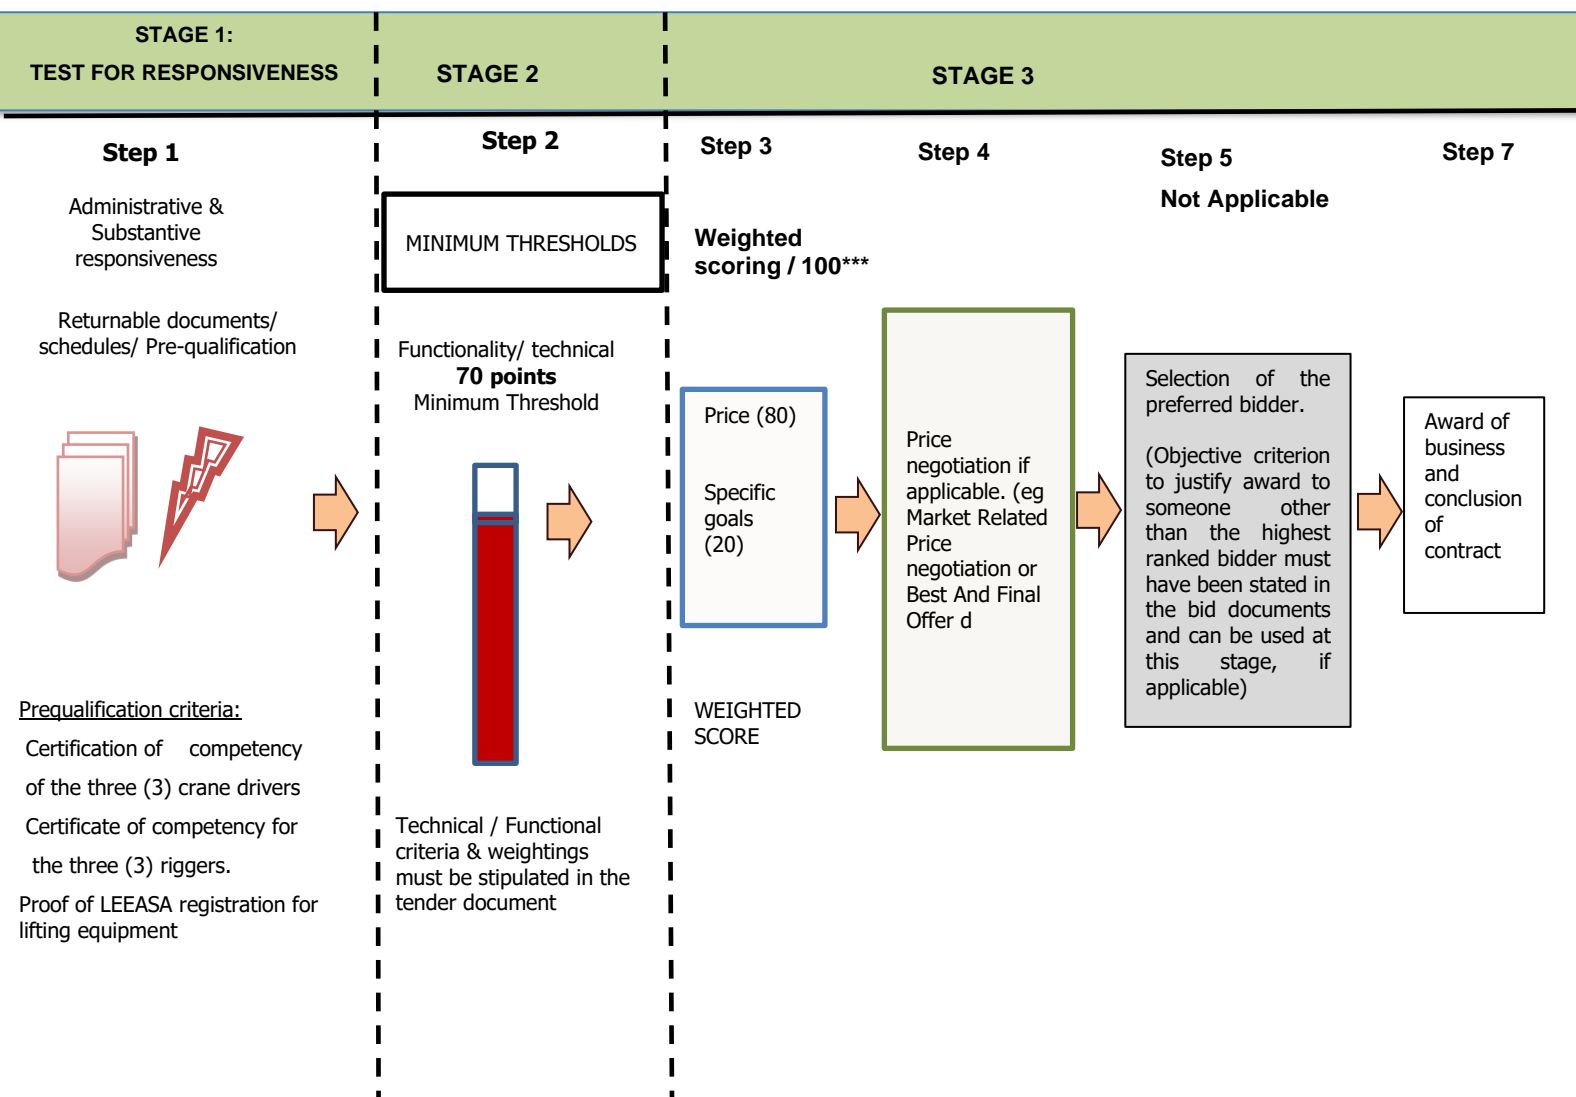 STAGE 1:
TEST FOR RESPONSIVENESS
STAGE 2
STAGE 3
Step 1
Administrative &
Substantive
responsiveness
Returnable documents/
schedules/ Pre-qualification
Prequalification criteria:
Certification of competency
of the three (3) crane drivers
Certificate of competency for
the three (3) riggers.
Proof of LEEASA registration for
lifting equipment
Step 2
MINIMUM THRESHOLDS
Functionality/ technical
70 points
Minimum Threshold
Technical / Functional
criteria & weightings
must be stipulated in the
tender document
Step 3
Weighted
scoring / 100***
Price (80)
Specific
goals
(20)
WEIGHTED
SCORE
Step 4
Price
negotiation if
applicable. (eg
Market Related
Price
negotiation or
Best And Final
Offer d
Step 5
Not Applicable
Selection of the
preferred bidder.
(Objective criterion
to justify award to
someone other
than the highest
ranked bidder must
have been stated in
the bid documents
and can be used at
this stage, if
applicable)
Step 7
Award of
business
and
conclusion
of
contract